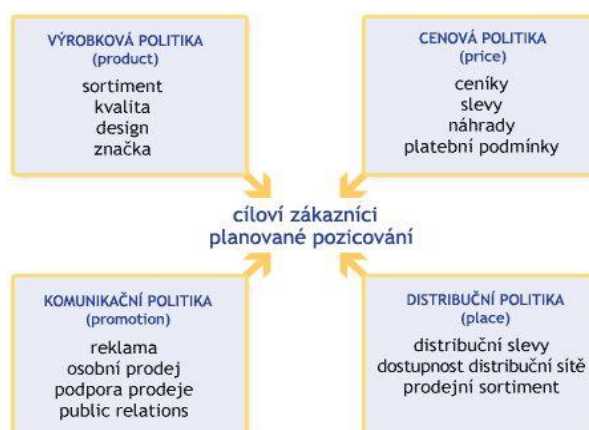 VÝROBKOVÁ POLITIKA
(product)
sortiment
kvalita
design
značka
CENOVÁ POLITIKA
(price)
ceníky
slevy
náhrady
platební podmínky
cíloví zákazníci
planované pozicování
KOMUNIKAČNÍ POLITIKA
(promotion)
reklama
osobní prodej
podpora prodeje
public relations
DISTRIBUČNÍ POLITIKA
(place)
distribuční slevy
dostupnost distribuční sítě
prodejní sortiment